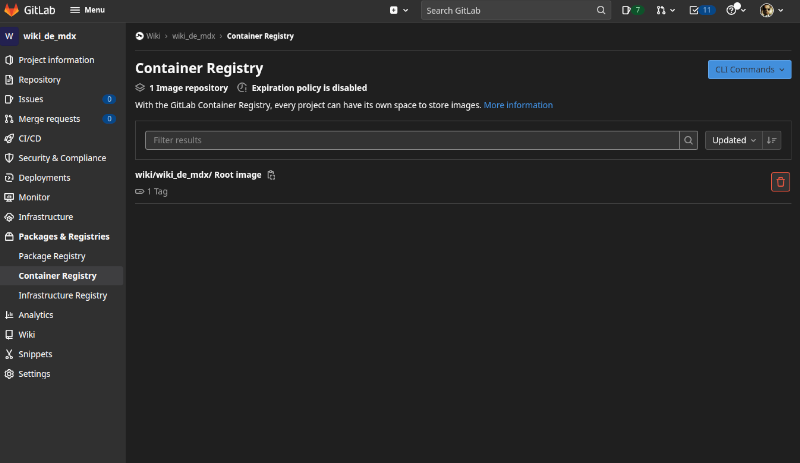 GitLab
Menu
Search GitLab
7
11
W wiki_de_mdx
Project information
Repository
Issues 0
Merge requests 0
CI/CD
Security & Compliance
Deployments
Monitor
Infrastructure
Packages & Registries
Package Registry
Container Registry
Infrastructure Registry
Analytics
Wiki
Snippets
Settings
Wiki › wiki_de_mdx › Container Registry
Container Registry
CLI Commands
1 Image repository Expiration policy is disabled
With the GitLab Container Registry, every project can have its own space to store images. More information
Filter results
Updated
wiki/wiki_de_mdx/ Root image
1 Tag